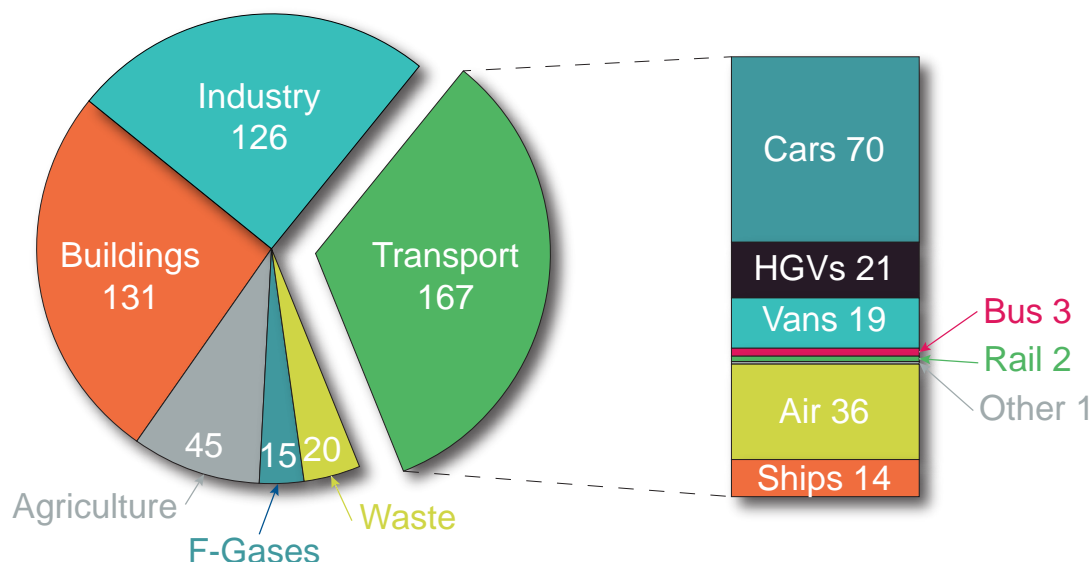 Industry
126
Buildings
131
Transport
167
45
15
20
Agriculture
F-Gases
Waste
Cars 70
HGVs 21
Vans 19
Bus 3
Rail 2
Other 1
Air 36
Ships 14